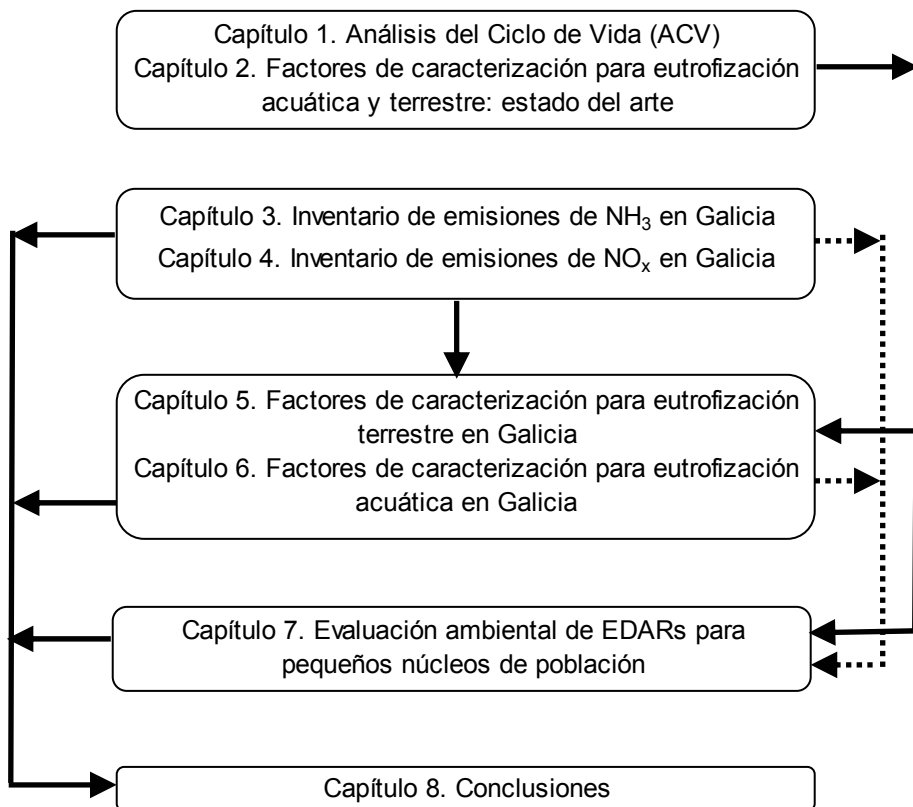 Capítulo 1. Análisis del Ciclo de Vida (ACV)
Capítulo 2. Factores de caracterización para eutrofización
acuática y terrestre: estado del arte
Capítulo 3. Inventario de emisiones de NH3 en Galicia
Capítulo 4. Inventario de emisiones de NOx en Galicia
Capítulo 5. Factores de caracterización para eutrofización
terrestre en Galicia
Capítulo 6. Factores de caracterización para eutrofización
acuática en Galicia
Capítulo 7. Evaluación ambiental de EDARs para
pequeños núcleos de población
Capítulo 8. Conclusiones